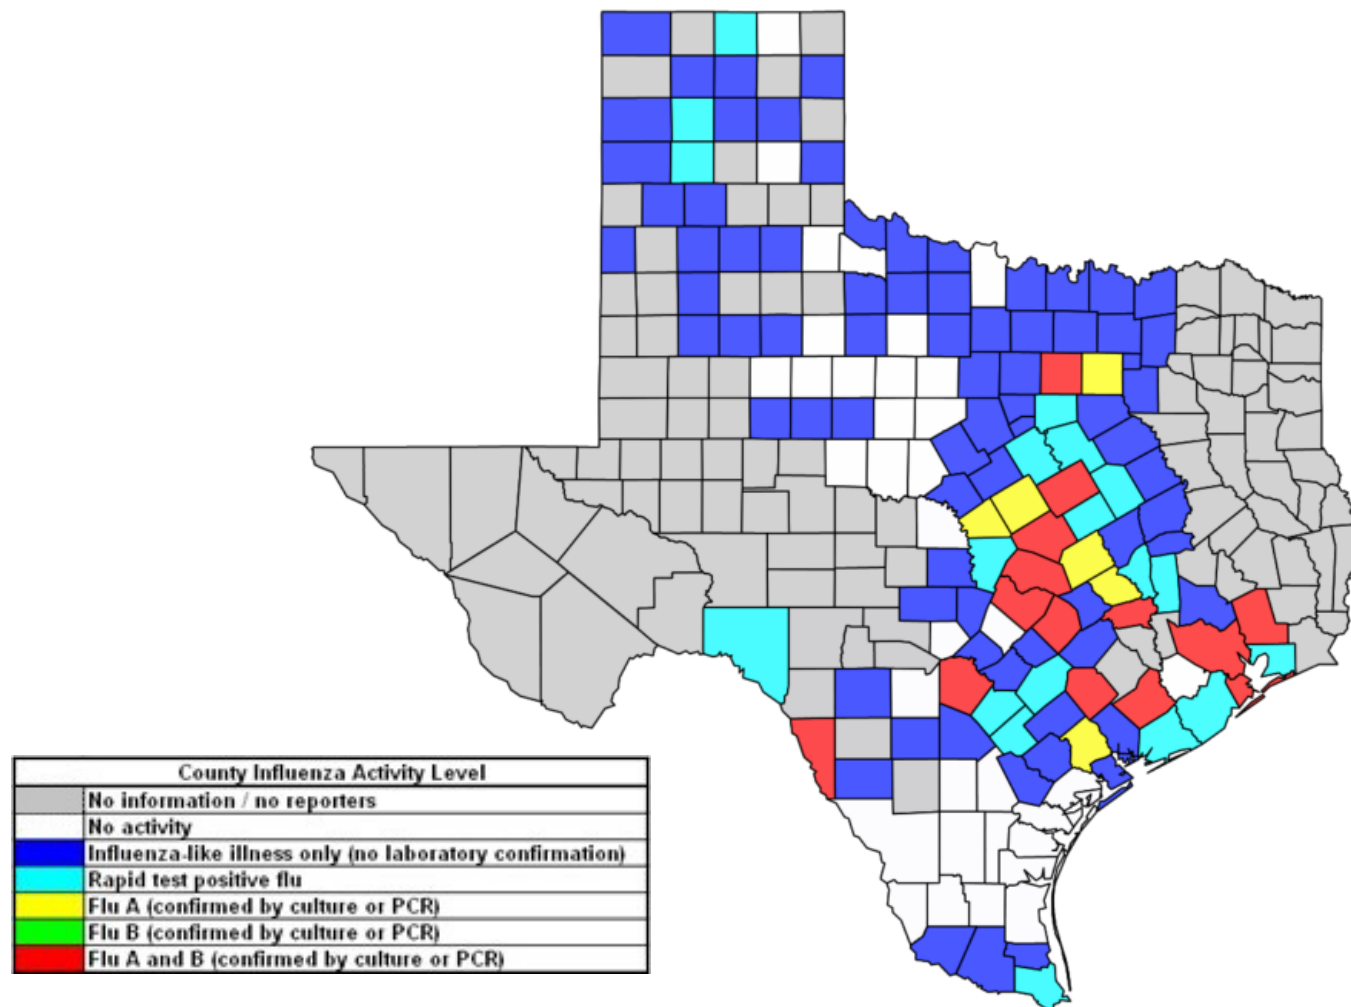 County Influenza Activity Level
No information / no reporters
No activity
Influenza-like illness only (no laboratory confirmation)
Rapid test positive flu
Flu A (confirmed by culture or PCR)
Flu B (confirmed by culture or PCR)
Flu A and B (confirmed by culture or PCR)